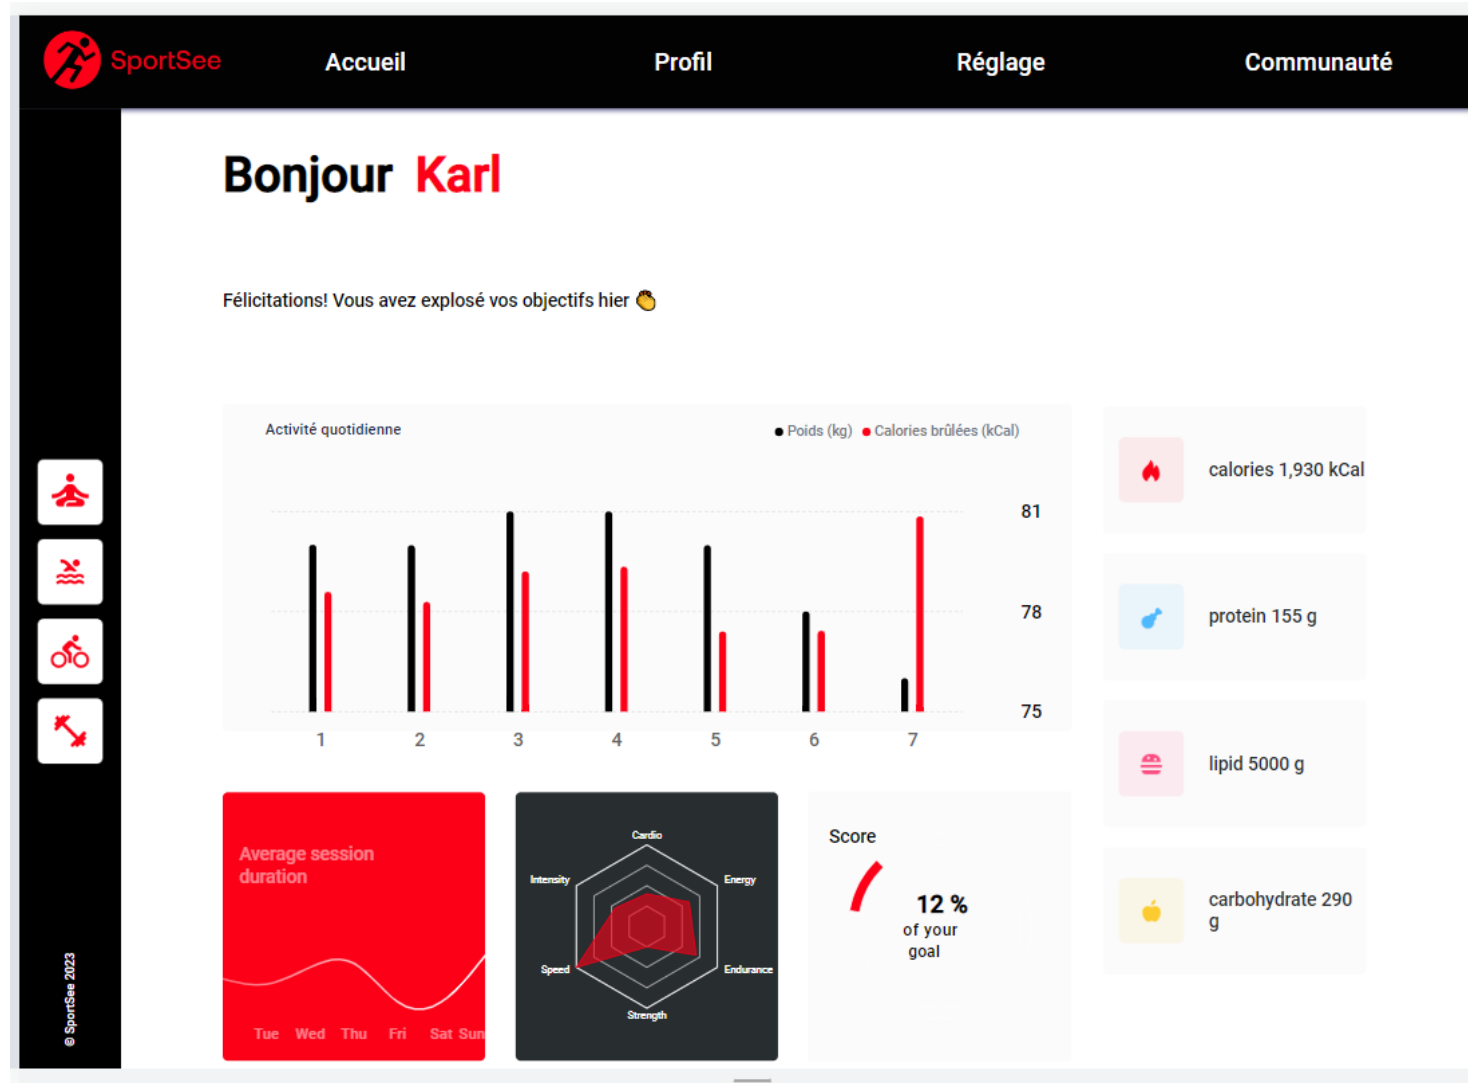 SportSee
Accueil
Profil
Réglage
Communauté
Bonjour Karl
Félicitations! Vous avez explosé vos objectifs hier 👏
Activité quotidienne
Poids (kg)
Calories brûlées (kCal)
81
78
75
1 2 3 4 5 6 7
calories 1,930 kCal
protein 155 g
lipid 5000 g
carbohydrate 290
g
Average session
duration
Tue Wed Thu Fri Sat Sun
Cardio
Energy
Endurance
Strength
Speed
Intensity
Score
12 %
of your
goal
© SportSee 2023